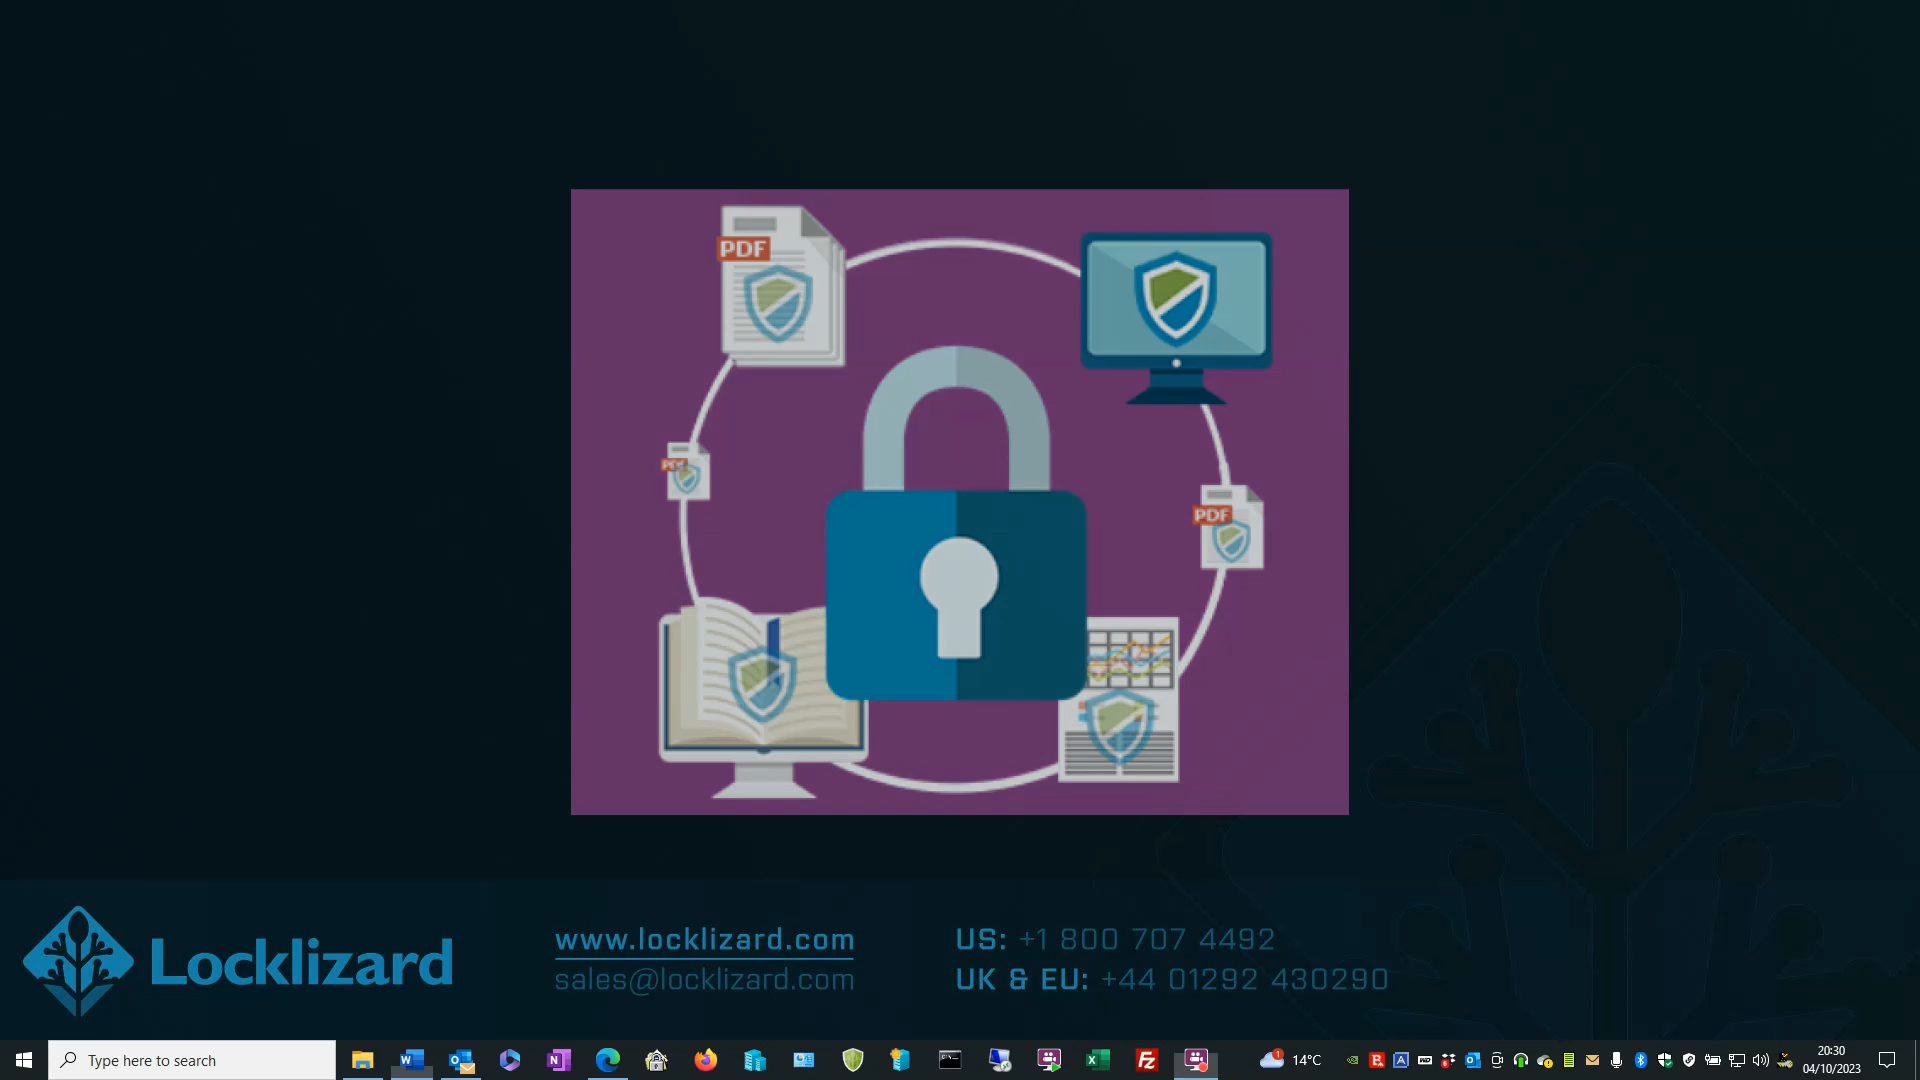 PDF
PDF
PDF
Locklizard
www.locklizard.com
sales@locklizard.com
US: +1 800 707 4492
UK & EU: +44 01292 430290
Type here to search
14°C
20:30
04/10/2023